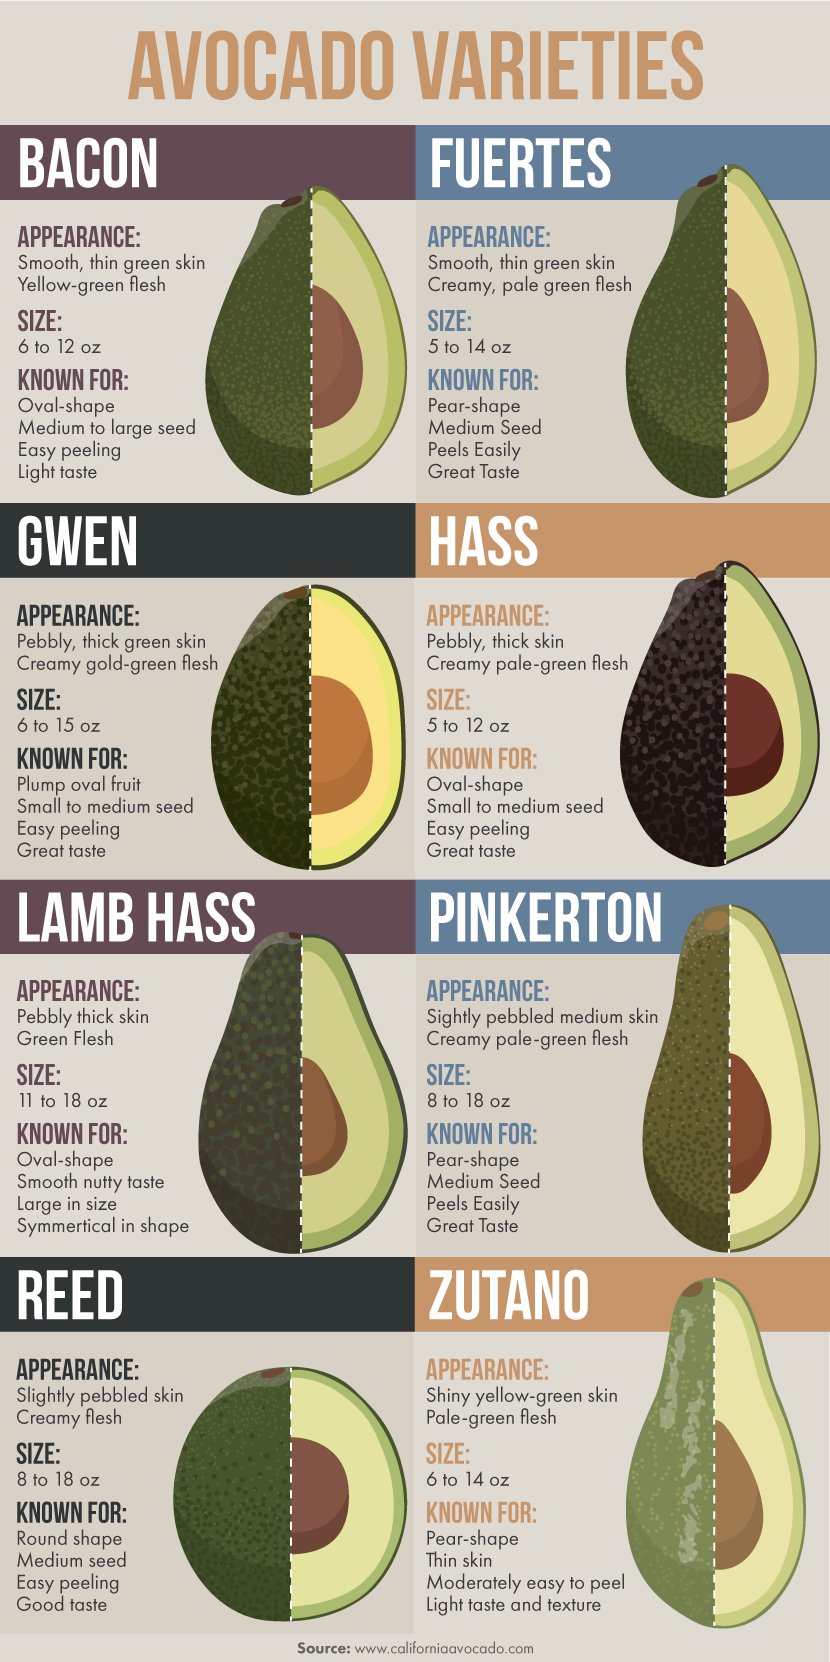 AVOCADO VARIETIES
BACON
APPEARANCE:
Smooth, thin green skin
Yellow-green flesh
SIZE:
6 to 12 oz
KNOWN FOR:
Oval-shape
Medium to large seed
Easy peeling
Light taste
FUERTES
APPEARANCE:
Smooth, thin green skin
Creamy, pale green flesh
SIZE:
5 to 14 oz
KNOWN FOR:
Pear-shape
Medium Seed
Peels Easily
Great Taste
GWEN
APPEARANCE:
Pebbly, thick green skin
Creamy gold-green flesh
SIZE:
6 to 15 oz
KNOWN FOR:
Plump oval fruit
Small to medium seed
Easy peeling
Great taste
HASS
APPEARANCE:
Pebbly, thick skin
Creamy pale-green flesh
SIZE:
5 to 12 oz
KNOWN FOR:
Oval-shape
Small to medium seed
Easy peeling
Great taste
LAMB HASS
APPEARANCE:
Pebbly thick skin
Green Flesh
SIZE:
11 to 18 oz
KNOWN FOR:
Oval-shape
Smooth nutty taste
Large in size
Symmertical in shape
PINKERTON
APPEARANCE:
Sightly pebbled medium skin
Creamy pale-green flesh
SIZE:
8 to 18 oz
KNOWN FOR:
Pear-shape
Medium Seed
Peels Easily
Great Taste
REED
APPEARANCE:
Slightly pebbled skin
Creamy flesh
SIZE:
8 to 18 oz
KNOWN FOR:
Round shape
Medium seed
Easy peeling
Good taste
ZUTANO
APPEARANCE:
Shiny yellow-green skin
Pale-green flesh
SIZE:
6 to 14 oz
KNOWN FOR:
Pear-shape
Thin skin
Moderately easy to peel
Light taste and texture
Source: www.californiaavocado.com